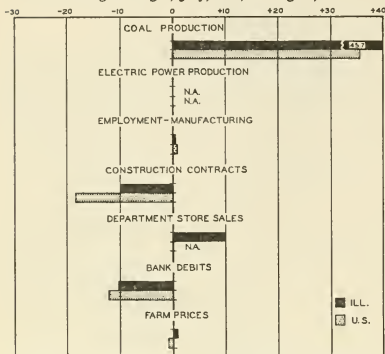 -30 -20 -10 0 +10 +20 +30 +40
COAL PRODUCTION
45.7
ELECTRIC POWER PRODUCTION
N.A.
N.A.
EMPLOYMENT-MANUFACTURING
CONSTRUCTION CONTRACTS
DEPARTMENT STORE SALES
N.A.
BANK DEBITS
ILL.
U.S.
FARM PRICES